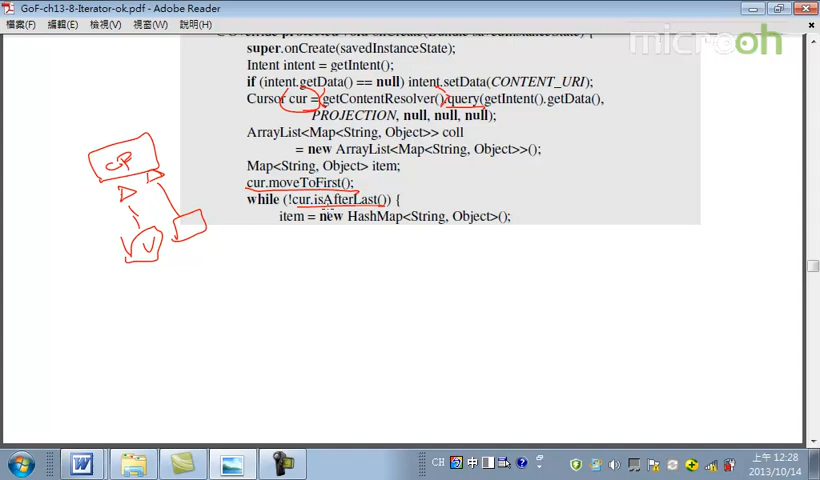 GoF-ch13-8-Iterator-ok.pdf - Adobe Reader
檔案(F) 編輯(E) 檢視(V) 視窗(W) 說明(H)
microoh
super.onCreate(savedInstanceState);
Intent intent = getIntent();
if (intent.getData() == null) intent.setData(CONTENT_URI);
Cursor cur = getContentResolver().query(getIntent().getData(),
PROJECTION, null, null, null);
ArrayList<Map<String, Object>> coll
= new ArrayList<Map<String, Object>>();
Map<String, Object> item;
cur.moveToFirst();
while (!cur.isAfterLast()) {
item = new HashMap<String, Object>();
CP
V
CH 中
上午 12:28
2013/10/14